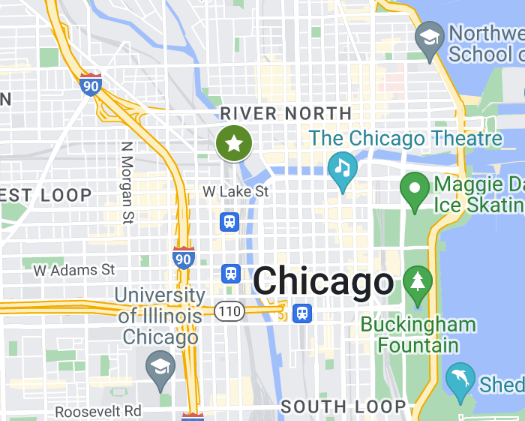 Northwe
School o
90
N
RIVER NORTH
The Chicago Theatre
N Morgan St
W Lake St
EST LOOP
Maggie Da
Ice Skatin
90
W Adams St
Chicago
University
of Illinois
Chicago
110
Buckingham
Fountain
Shed
Roosevelt Rd
SOUTH LOOP